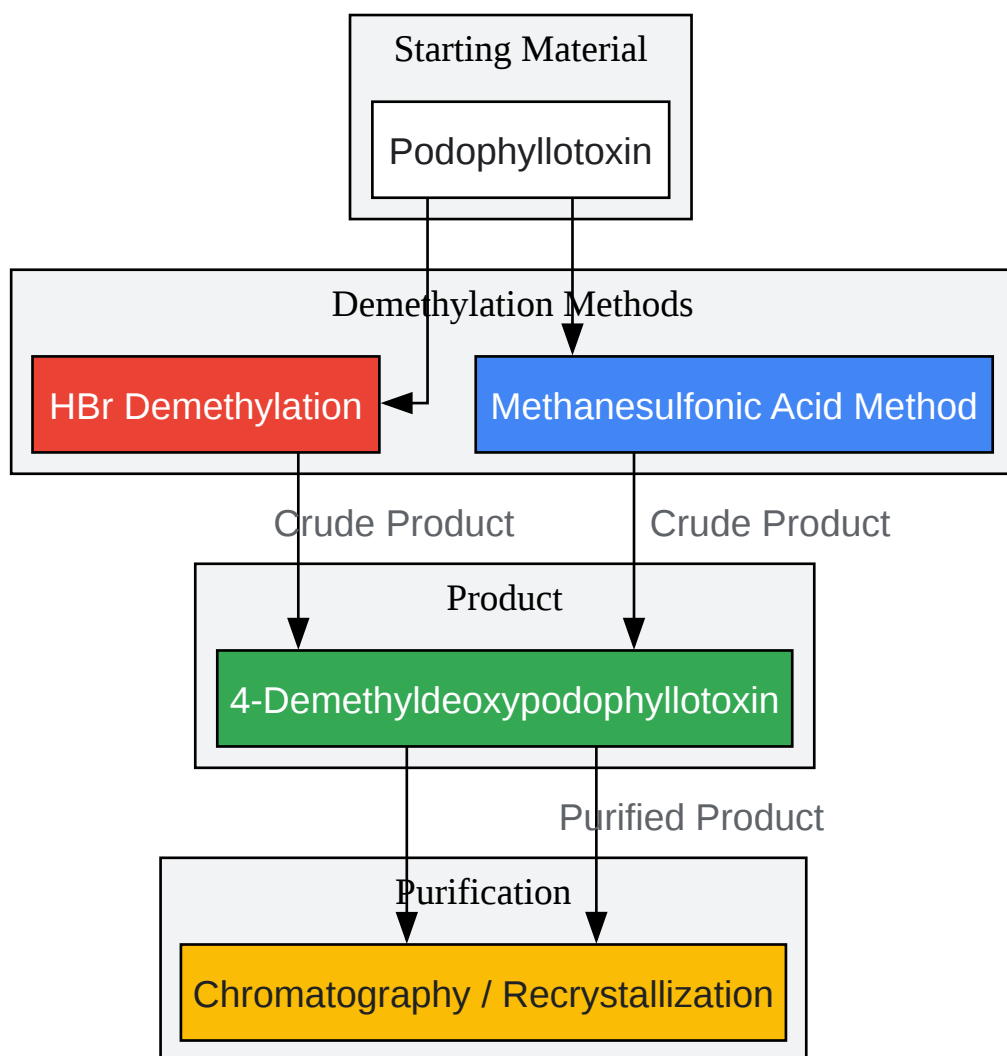 Starting Material
Podophyllotoxin
Demethylation Methods
HBr Demethylation
Methanesulfonic Acid Method
Crude Product
Crude Product
Product
4-Demethyldeoxypodophyllotoxin
Purified Product
Purification
Chromatography / Recrystallization